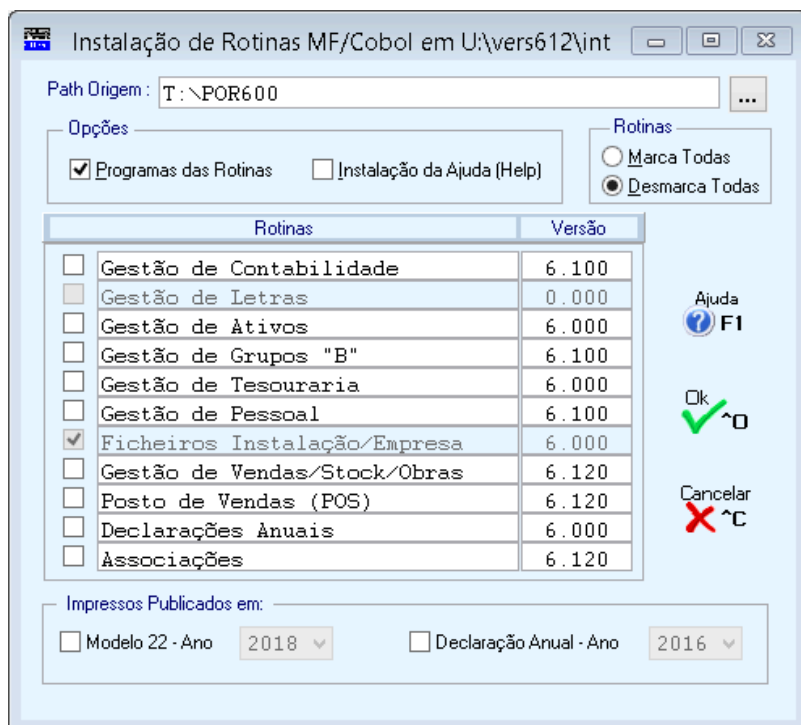 Instalação de Rotinas MF/Cobol em U:\vers612\int
Path Origem : T:\POR600 ...
Opções
Programas das Rotinas Instalação da Ajuda (Help)
Rotinas
Marca Todas
Desmarca Todas
Rotinas Versão
Gestão de Contabilidade 6.100
Gestão de Letras 0.000
Gestão de Ativos 6.000
Gestão de Grupos "B" 6.100
Gestão de Tesouraria 6.000
Gestão de Pessoal 6.100
Ficheiros Instalação/Empresa 6.000
Gestão de Vendas/Stock/Obras 6.120
Posto de Vendas (POS) 6.120
Declarações Anuais 6.000
Associações 6.120
Ajuda
F1
Ok
^O
Cancelar
^C
Impressos Publicados em:
Modelo 22 - Ano 2018 Declaração Anual - Ano 2016